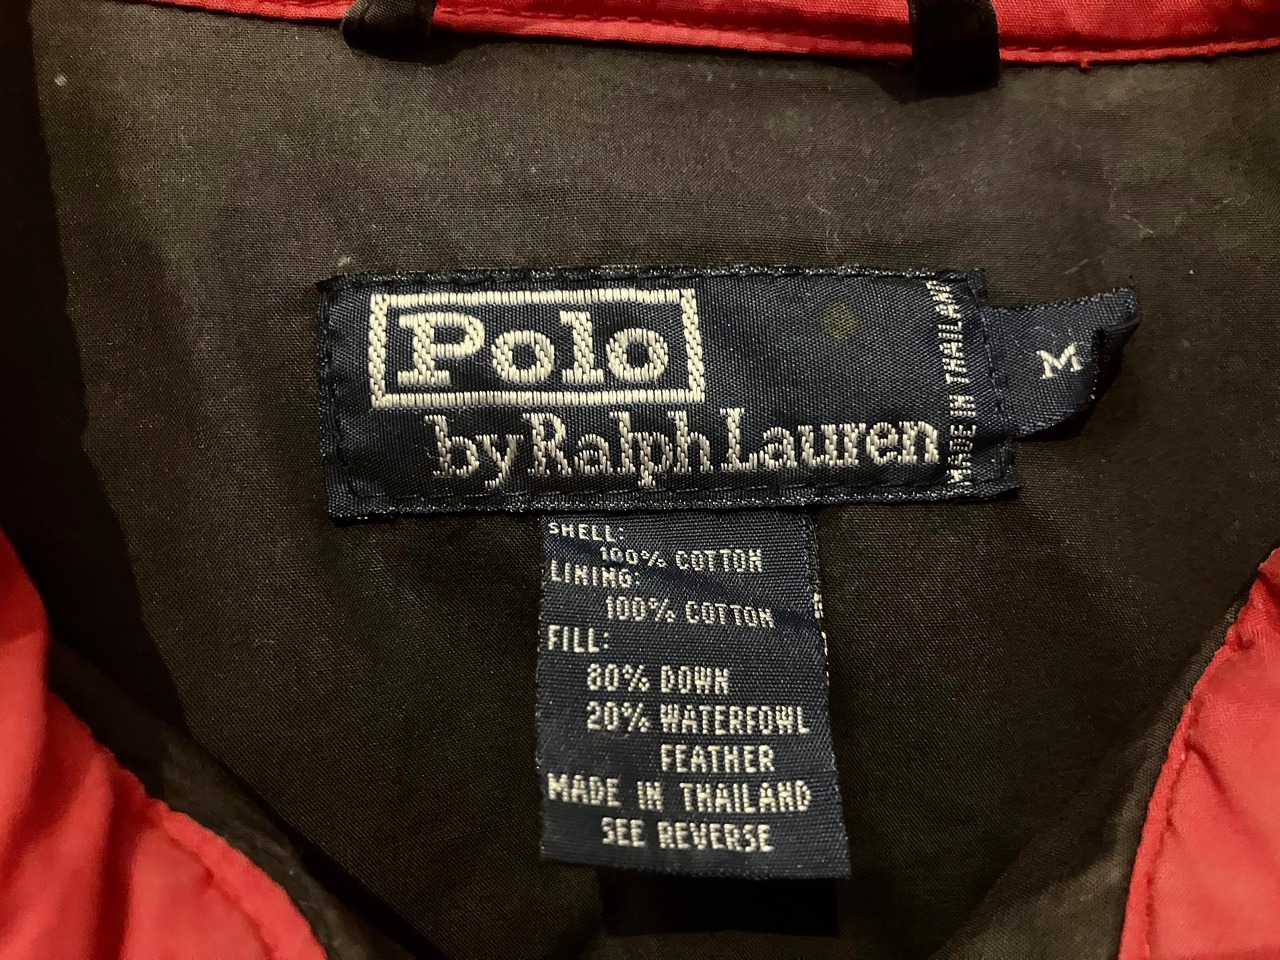 Polo
by Ralph Lauren
MADE IN THAILAND
M
SHELL:
100% COTTON
LINING:
100% COTTON
FILL:
80% DOWN
20% WATERFOWL
FEATHER
MADE IN THAILAND
SEE REVERSE